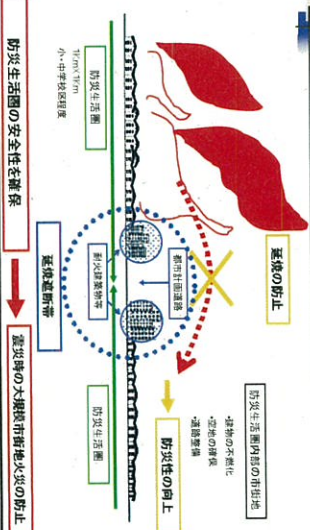 延焼の防止
防災生活圏内部の市街地
・建物の不燃化
・空地の確保
・道路整備
都市計画道路
防災性の向上
耐火建築物等
防災生活圏
1Km×1Km
小・中学校区程度
防災生活圏
延焼遮断帯
防災生活圏の安全性を確保
震災時の大規模市街地火災の防止